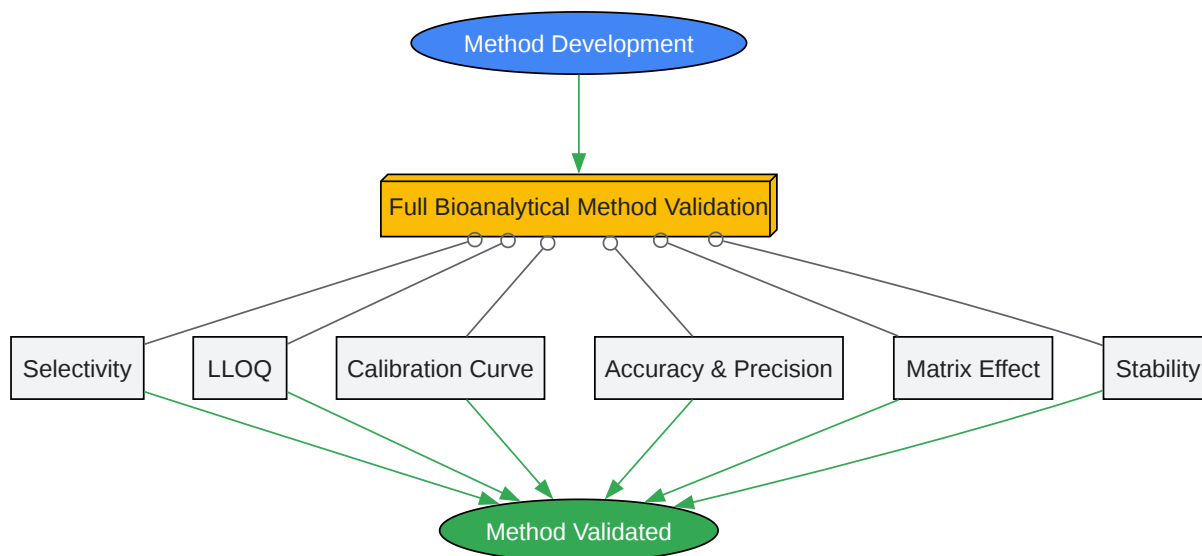 Method Development
Full Bioanalytical Method Validation
Selectivity
LLOQ
Calibration Curve
Accuracy & Precision
Matrix Effect
Stability
Method Validated